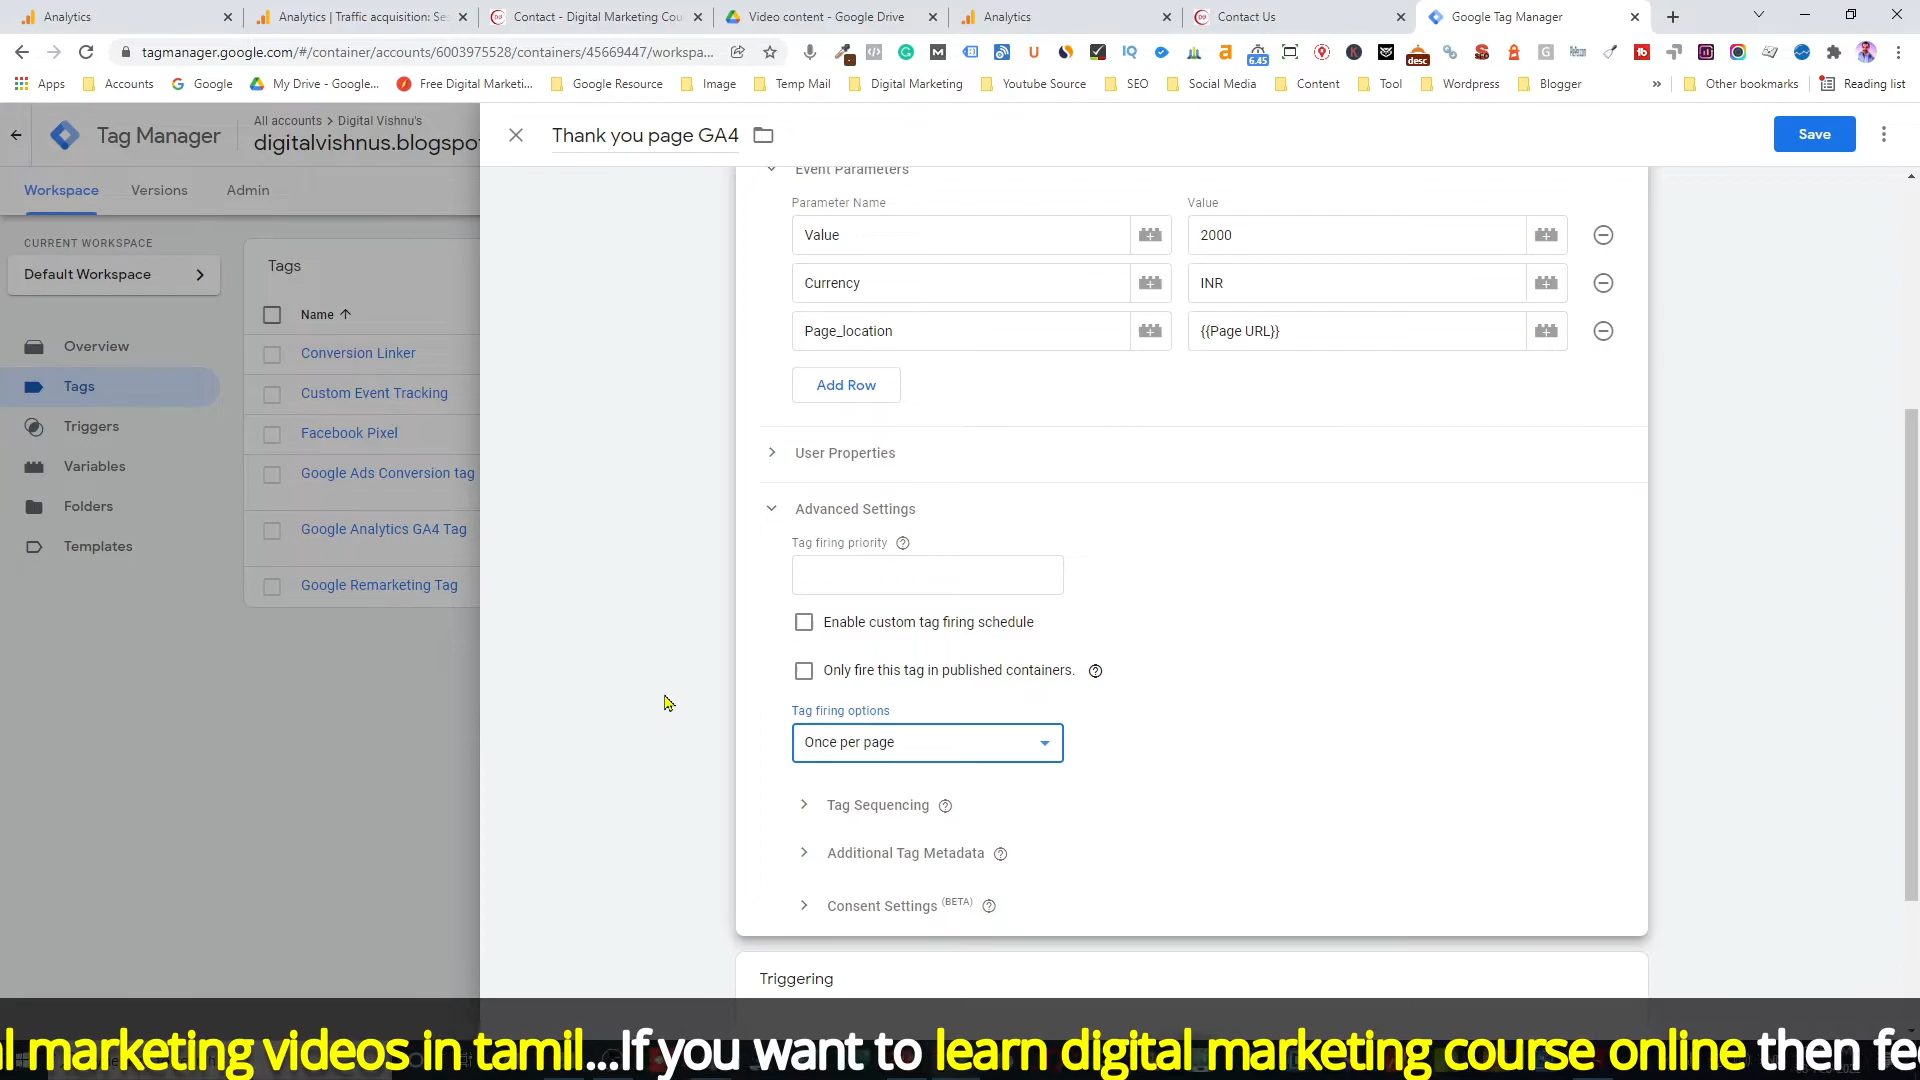 Analytics
Analytics | Traffic acquisition: Ses
Contact - Digital Marketing Cou
Video content - Google Drive
Analytics
Contact Us
Google Tag Manager
tagmanager.google.com/#/container/accounts/6003975528/containers/45669447/workspa...
6.45
desc
Apps
Accounts
Google
My Drive - Google...
Free Digital Marketi...
Google Resource
Image
Temp Mail
Digital Marketing
Youtube Source
SEO
Social Media
Content
Tool
Wordpress
Blogger
Other bookmarks
Reading list
Tag Manager
All accounts > Digital Vishnu's
digitalvishnus.blogspo
Thank you page GA4
Save
Workspace
Versions
Admin
CURRENT WORKSPACE
Default Workspace
Overview
Tags
Triggers
Variables
Folders
Templates
Tags
Name
Conversion Linker
Custom Event Tracking
Facebook Pixel
Google Ads Conversion tag
Google Analytics GA4 Tag
Google Remarketing Tag
Event Parameters
Parameter Name
Value
Value
2000
Currency
INR
Page_location
{{Page URL}}
Add Row
User Properties
Advanced Settings
Tag firing priority
Enable custom tag firing schedule
Only fire this tag in published containers.
Tag firing options
Once per page
Tag Sequencing
Additional Tag Metadata
Consent Settings (BETA)
Triggering
l marketing videos in tamil...If you want to learn digital marketing course online then fee